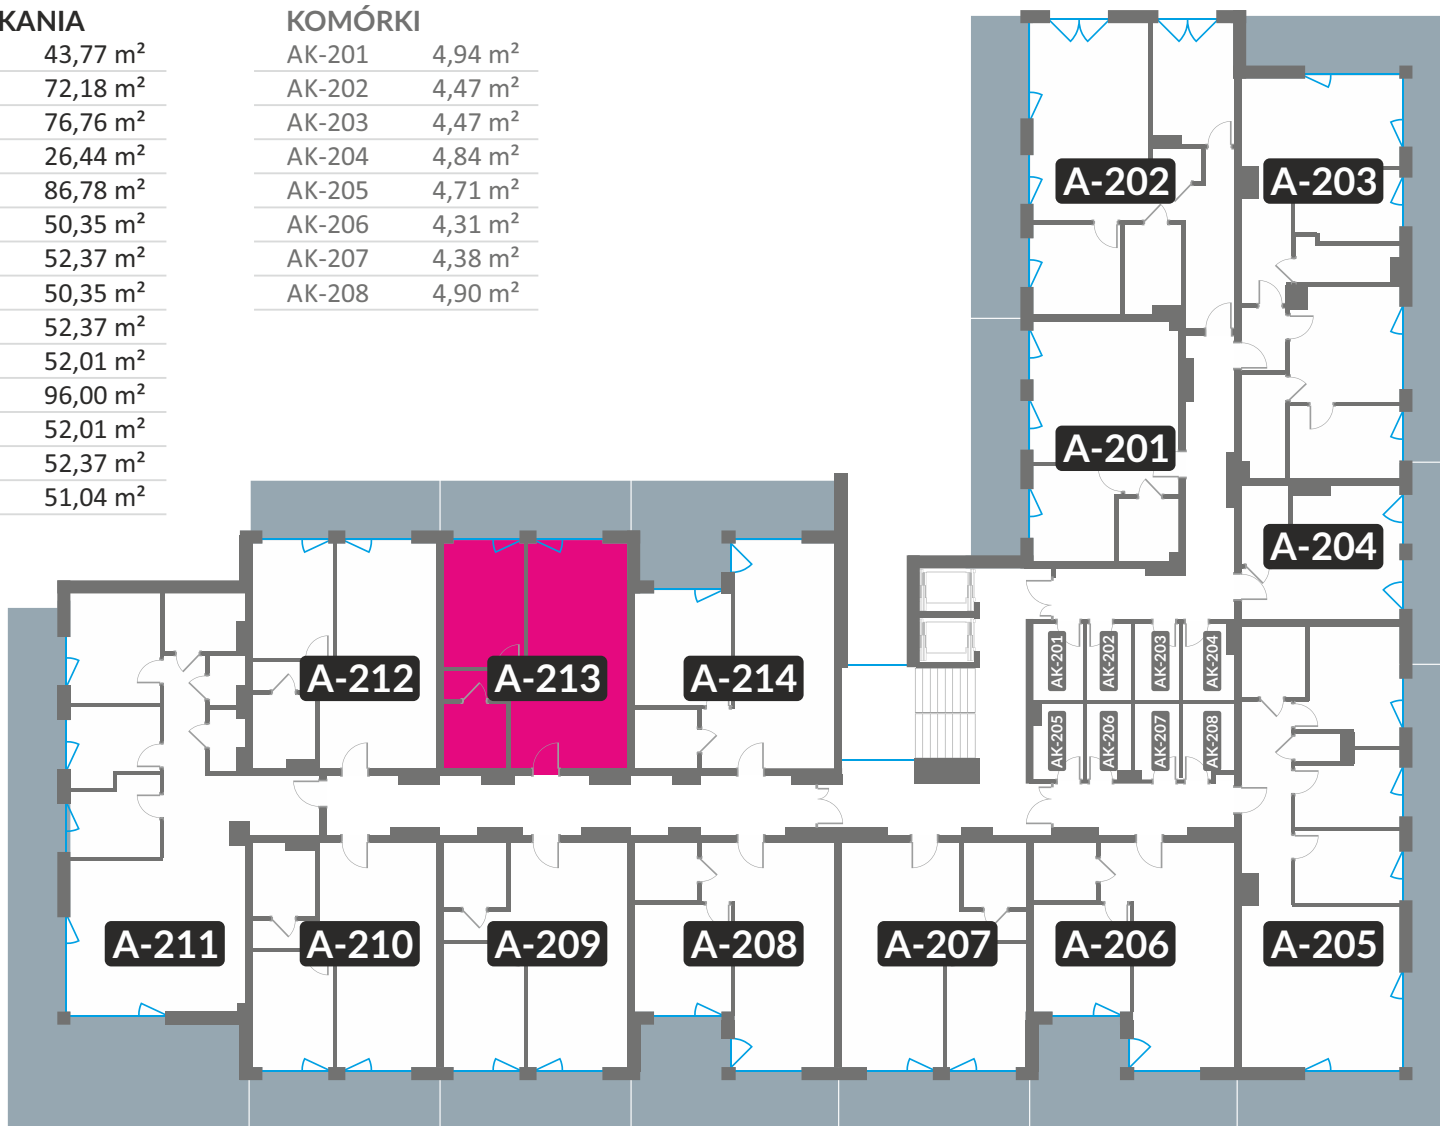 KANIA
43,77 m²
72,18 m²
76,76 m²
26,44 m²
86,78 m²
50,35 m²
52,37 m²
50,35 m²
52,37 m²
52,01 m²
96,00 m²
52,01 m²
52,37 m²
51,04 m²
KOMÓRKI
AK-201 4,94 m²
AK-202 4,47 m²
AK-203 4,47 m²
AK-204 4,84 m²
AK-205 4,71 m²
AK-206 4,31 m²
AK-207 4,38 m²
AK-208 4,90 m²
A-202
A-203
A-201
A-204
AK-201
AK-202
AK-203
AK-204
A-212
A-213
A-214
AK-205
AK-206
AK-207
AK-208
A-211
A-210
A-209
A-208
A-207
A-206
A-205